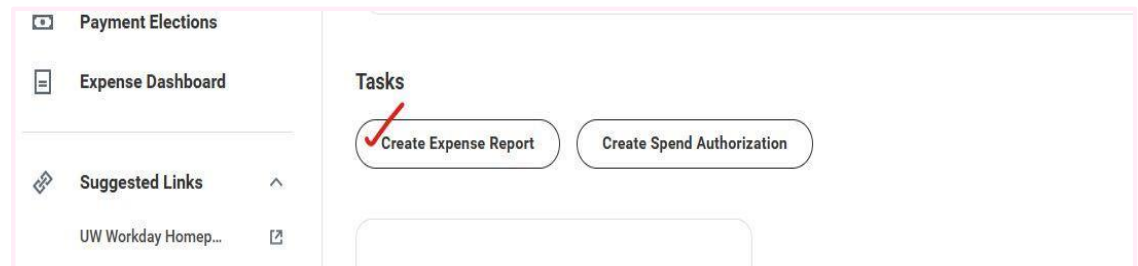 Payment Elections
Expense Dashboard
Suggested Links
UW Workday Homep...
Tasks
Create Expense Report
Create Spend Authorization